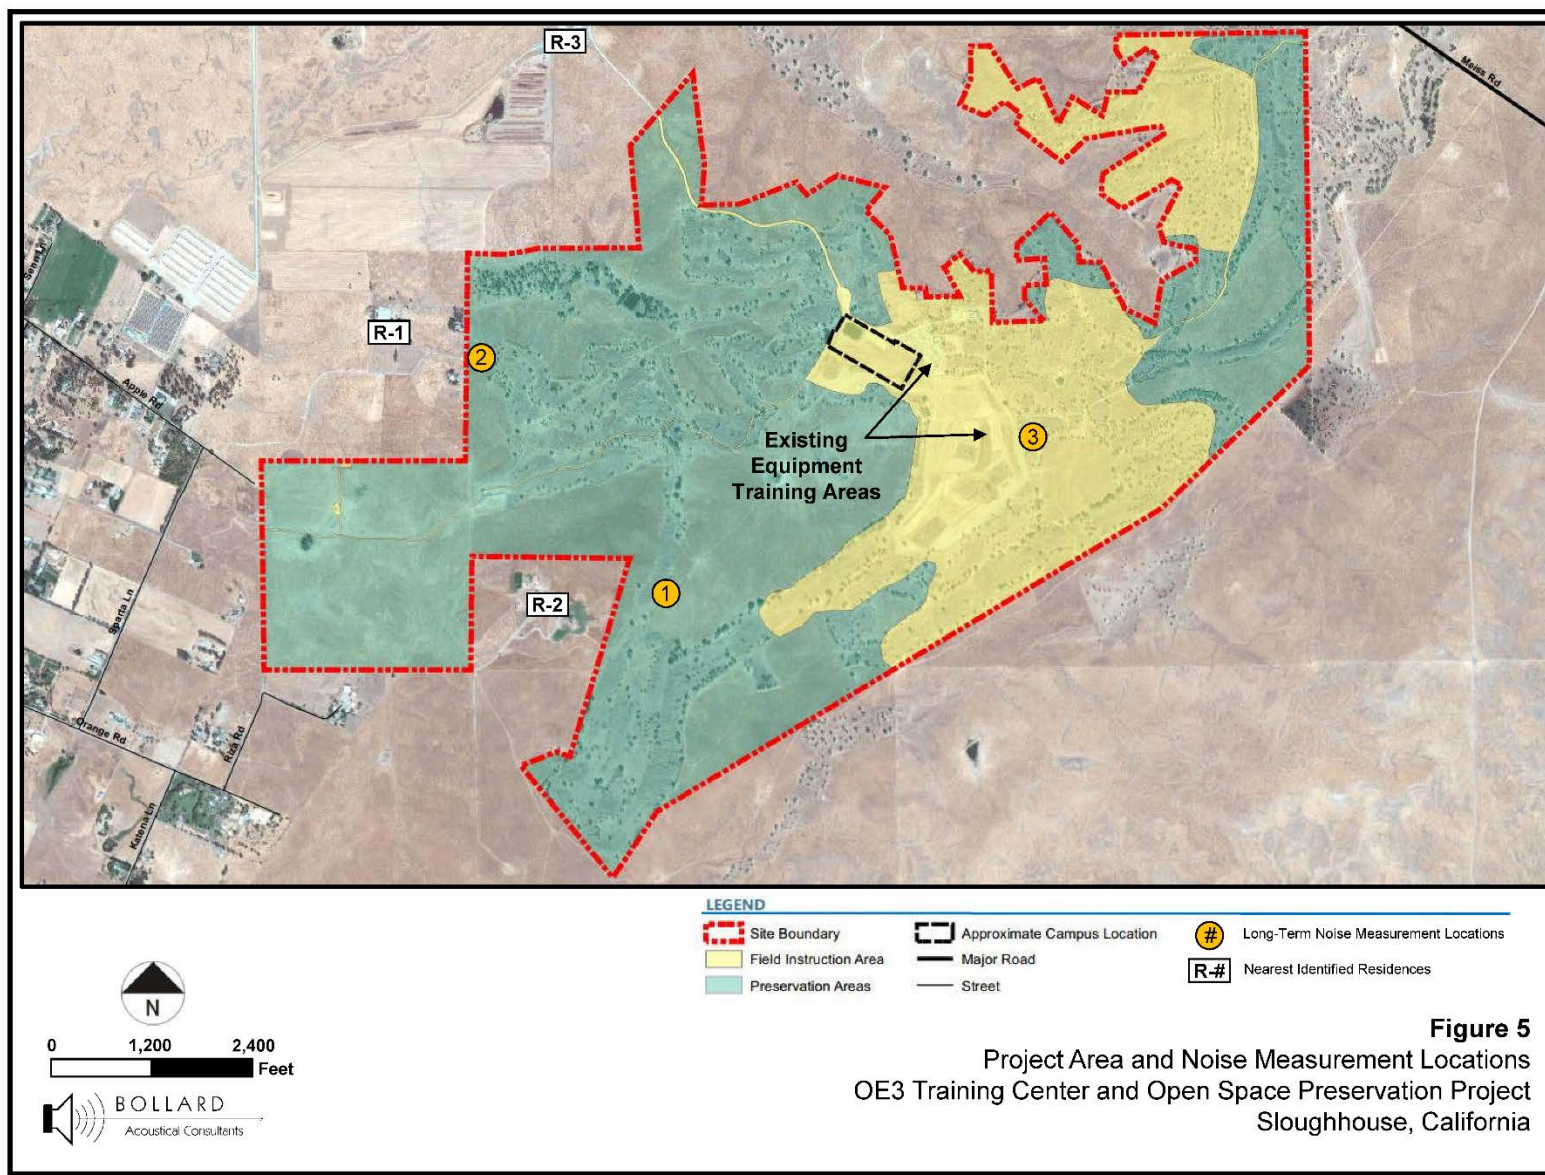 R-3
Meiss Rd
Senn Ln
R-1
2
Apple Rd
Existing
Equipment
Training Areas
3
Sparta Ln
1
R-2
Orange Rd
Riza Rd
Katena Ln
LEGEND
Site Boundary
Approximate Campus Location
# Long-Term Noise Measurement Locations
Field Instruction Area
Major Road
R-# Nearest Identified Residences
Preservation Areas
Street
N
0 1,200 2,400
Feet
BOLLARD
Acoustical Consultants
Figure 5
Project Area and Noise Measurement Locations
OE3 Training Center and Open Space Preservation Project
Sloughhouse, California